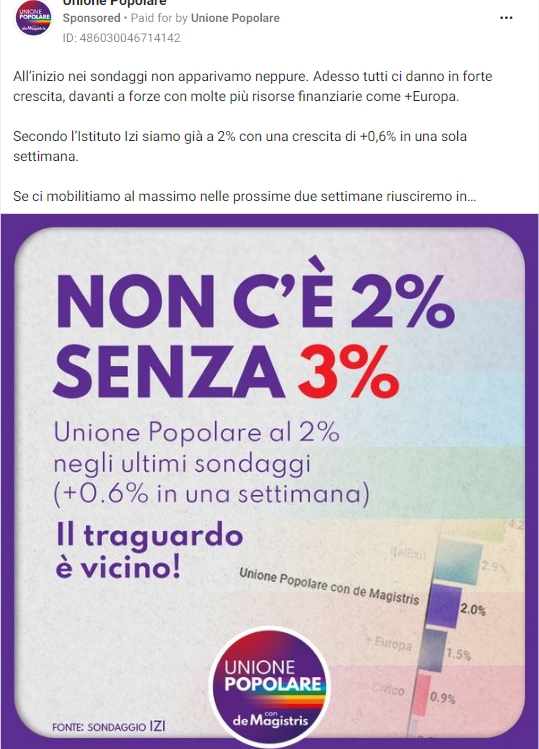 Unione Popolare
Sponsored • Paid for by Unione Popolare
ID: 486030046714142
All'inizio nei sondaggi non apparivamo neppure. Adesso tutti ci danno in forte
crescita, davanti a forze con molte più risorse finanziarie come +Europa.
Secondo l'Istituto Izi siamo già a 2% con una crescita di +0,6% in una sola
settimana.
Se ci mobilitiamo al massimo nelle prossime due settimane riusciremo in...
NON C'È 2%
SENZA 3%
Unione Popolare al 2%
negli ultimi sondaggi
(+0.6% in una settimana)
Il traguardo
è vicino!
4.2
ItalExit
2.9%
Unione Popolare con de Magistris
2.0%
+ Europa
1.5%
Civico
0.9%
UNIONE
POPOLARE
con
de Magistris
FONTE: SONDAGGIO IZI